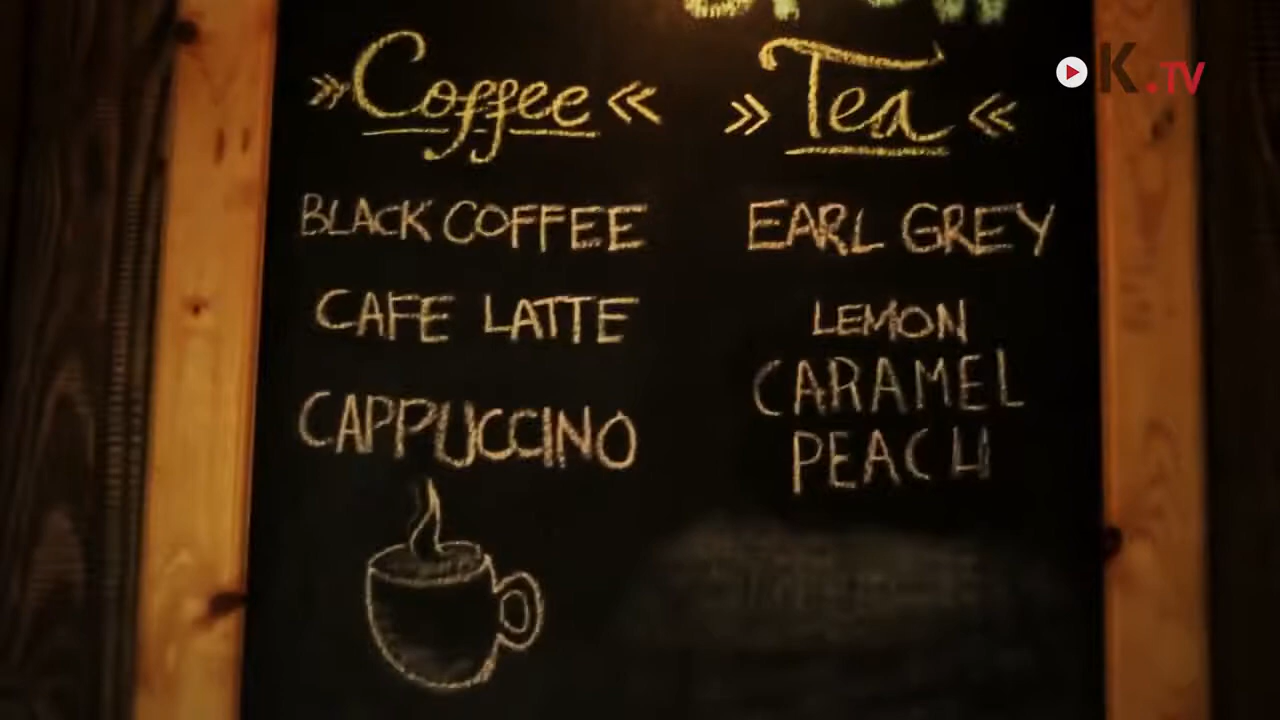 » Coffee «
BLACK COFFEE
CAFE LATTE
CAPPUCCINO
» Tea «
EARL GREY
LEMON
CARAMEL
PEACH
K.TV